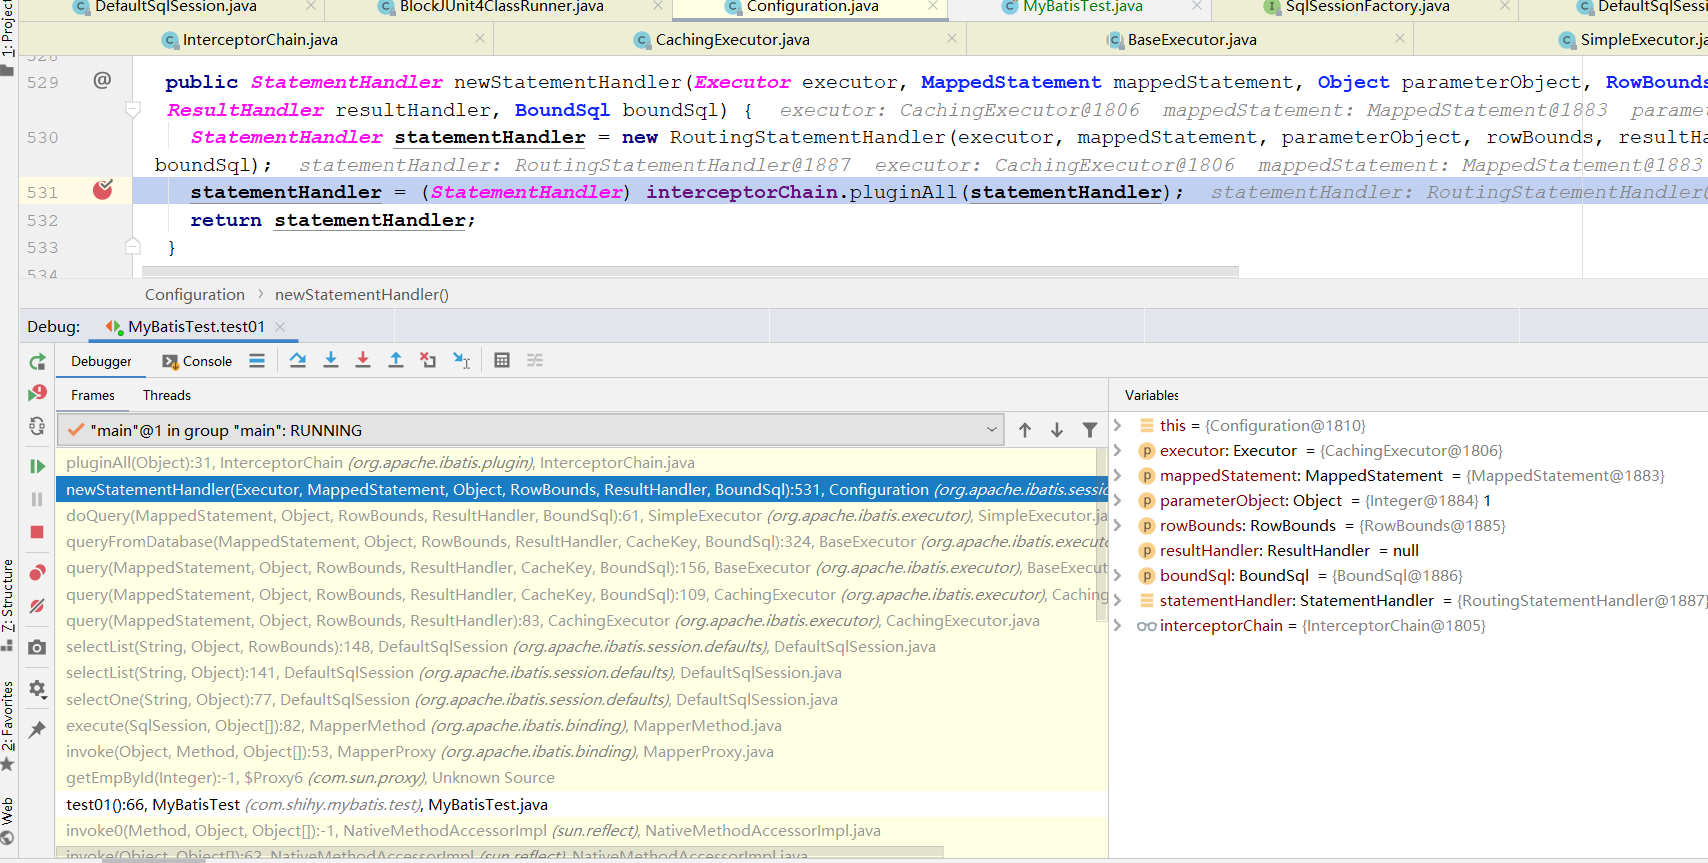 DefaultSqlSession.java
BlockJUnit4ClassRunner.java
Configuration.java
MyBatisTest.java
SqlSessionFactory.java
DefaultSqlSess
InterceptorChain.java
CachingExecutor.java
BaseExecutor.java
SimpleExecutor.ja
1: Project
528
529 @ public StatementHandler newStatementHandler(Executor executor, MappedStatement mappedStatement, Object parameterObject, RowBounds
ResultHandler resultHandler, BoundSql boundSql) { executor: CachingExecutor@1806 mappedStatement: MappedStatement@1883 paramet
530 StatementHandler statementHandler = new RoutingStatementHandler(executor, mappedStatement, parameterObject, rowBounds, resultHa
boundSql); statementHandler: RoutingStatementHandler@1887 executor: CachingExecutor@1806 mappedStatement: MappedStatement@1883
531 statementHandler = (StatementHandler) interceptorChain.pluginAll(statementHandler); statementHandler: RoutingStatementHandler@
532 return statementHandler;
533 }
534
Configuration › newStatementHandler()
Debug: MyBatisTest.test01
Debugger Console
Frames Threads
Variables
"main"@1 in group "main": RUNNING
pluginAll(Object):31, InterceptorChain (org.apache.ibatis.plugin), InterceptorChain.java
newStatementHandler(Executor, MappedStatement, Object, RowBounds, ResultHandler, BoundSql):531, Configuration (org.apache.ibatis.sessio
doQuery(MappedStatement, Object, RowBounds, ResultHandler, BoundSql):61, SimpleExecutor (org.apache.ibatis.executor), SimpleExecutor.ja
queryFromDatabase(MappedStatement, Object, RowBounds, ResultHandler, CacheKey, BoundSql):324, BaseExecutor (org.apache.ibatis.executo
query(MappedStatement, Object, RowBounds, ResultHandler, CacheKey, BoundSql):156, BaseExecutor (org.apache.ibatis.executor), BaseExecut
query(MappedStatement, Object, RowBounds, ResultHandler, CacheKey, BoundSql):109, CachingExecutor (org.apache.ibatis.executor), Caching
query(MappedStatement, Object, RowBounds, ResultHandler):83, CachingExecutor (org.apache.ibatis.executor), CachingExecutor.java
selectList(String, Object, RowBounds):148, DefaultSqlSession (org.apache.ibatis.session.defaults), DefaultSqlSession.java
selectList(String, Object):141, DefaultSqlSession (org.apache.ibatis.session.defaults), DefaultSqlSession.java
selectOne(String, Object):77, DefaultSqlSession (org.apache.ibatis.session.defaults), DefaultSqlSession.java
execute(SqlSession, Object[]):82, MapperMethod (org.apache.ibatis.binding), MapperMethod.java
invoke(Object, Method, Object[]):53, MapperProxy (org.apache.ibatis.binding), MapperProxy.java
getEmpById(Integer):-1, $Proxy6 (com.sun.proxy), Unknown Source
test01():66, MyBatisTest (com.shihy.mybatis.test), MyBatisTest.java
invoke0(Method, Object, Object[]):-1, NativeMethodAccessorImpl (sun.reflect), NativeMethodAccessorImpl.java
invoke(Object, Object[]):62, NativeMethodAccessorImpl (sun.reflect), NativeMethodAccessorImpl.java
this = {Configuration@1810}
executor: Executor = {CachingExecutor@1806}
mappedStatement: MappedStatement = {MappedStatement@1883}
parameterObject: Object = {Integer@1884} 1
rowBounds: RowBounds = {RowBounds@1885}
resultHandler: ResultHandler = null
boundSql: BoundSql = {BoundSql@1886}
statementHandler: StatementHandler = {RoutingStatementHandler@1887}
interceptorChain = {InterceptorChain@1805}
Z: Structure
2: Favorites
Web